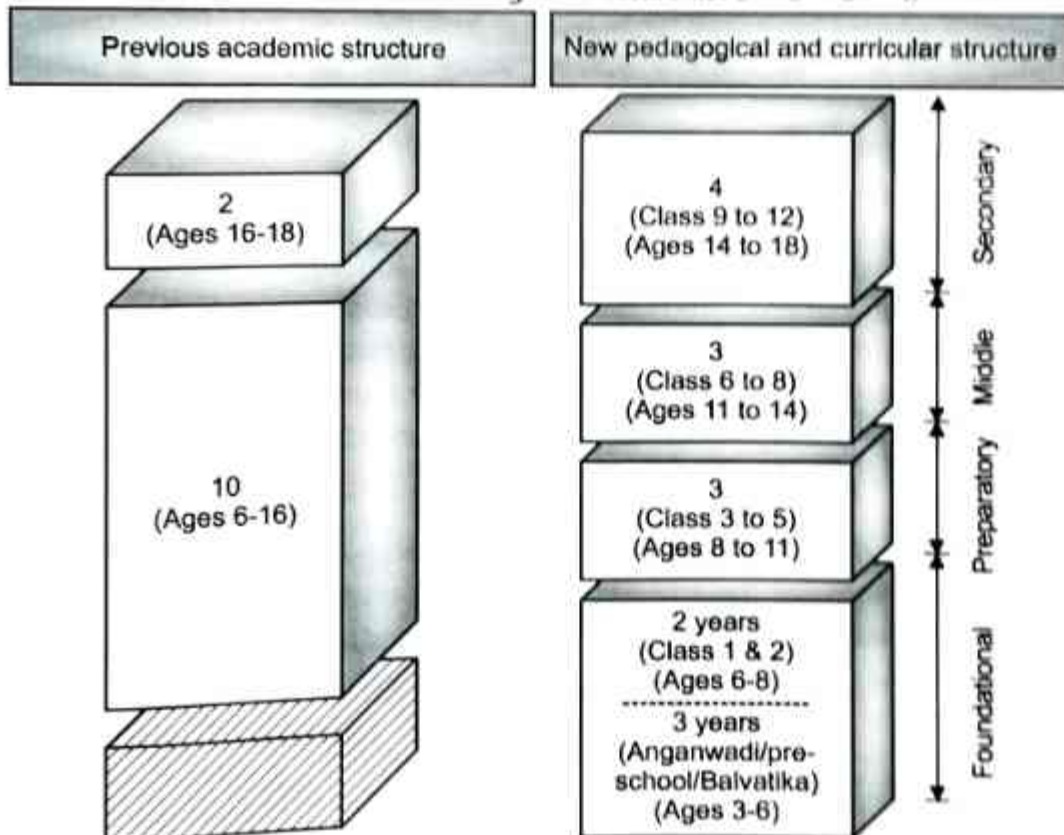 Previous academic structure
New pedagogical and curricular structure
2
(Ages 16-18)
10
(Ages 6-16)
4
(Class 9 to 12)
(Ages 14 to 18)
Secondary
3
(Class 6 to 8)
(Ages 11 to 14)
Middle
3
(Class 3 to 5)
(Ages 8 to 11)
Preparatory
2 years
(Class 1 & 2)
(Ages 6-8)
3 years
(Anganwadi/pre-
school/Balvatika)
(Ages 3-6)
Foundational